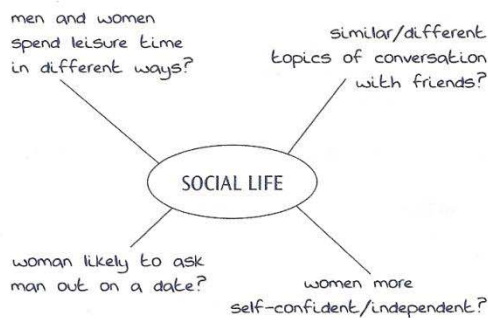 men and women
spend leisure time
in different ways?
similar/different
topics of conversation
with friends?
SOCIAL LIFE
woman likely to ask
man out on a date?
women more
self-confident/independent?